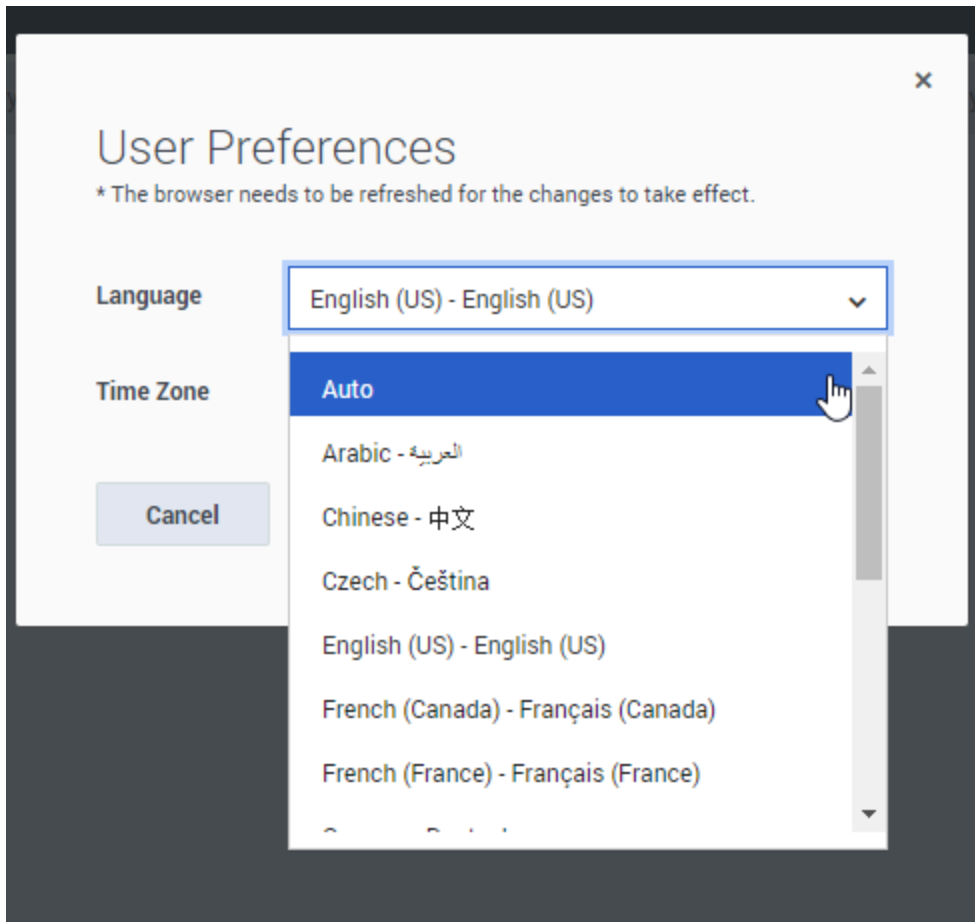 ×
User Preferences
* The browser needs to be refreshed for the changes to take effect.
Language
English (US) - English (US)
Time Zone
Auto
Arabic - العربية
Chinese - 中文
Cancel
Czech - Čeština
English (US) - English (US)
French (Canada) - Français (Canada)
French (France) - Français (France)